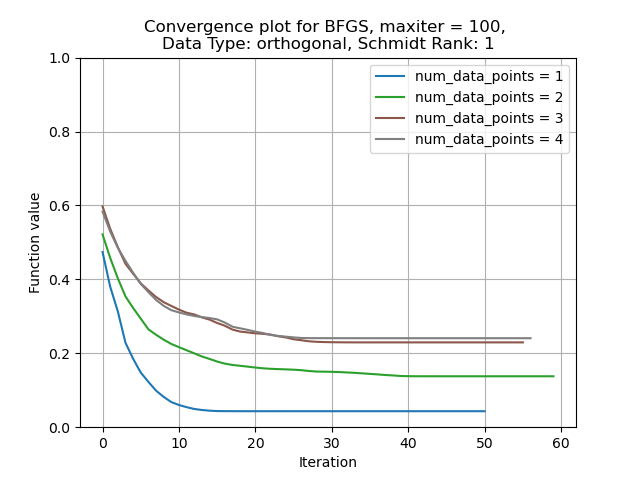 Convergence plot for BFGS, maxiter = 100,
Data Type: orthogonal, Schmidt Rank: 1
num_data_points = 1
num_data_points = 2
num_data_points = 3
num_data_points = 4
Function value
1.0
0.8
0.6
0.4
0.2
0.0
0 10 20 30 40 50 60
Iteration